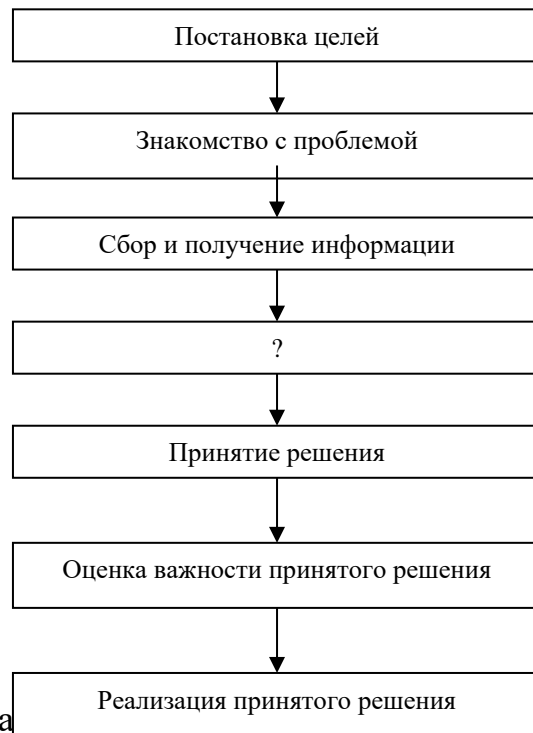 Постановка целей
Знакомство с проблемой
Сбор и получение информации
?
Принятие решения
Оценка важности принятого решения
Реализация принятого решения
а